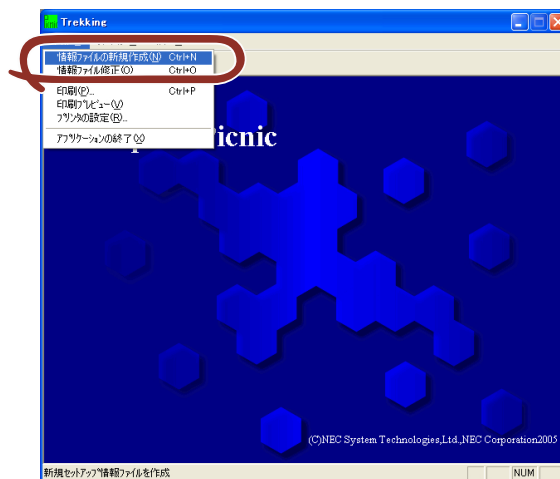 Trekking
情報ファイルの新規作成(N) Ctrl+N
情報ファイル修正(O) Ctrl+O
印刷(P)... Ctrl+P
印刷プレビュー(V)
プリンタの設定(R)...
アプリケーションの終了(X)
icnic
(C)NEC System Technologies,Ltd.,NEC Corporation2005
新規セットアップ情報ファイルを作成
NUM